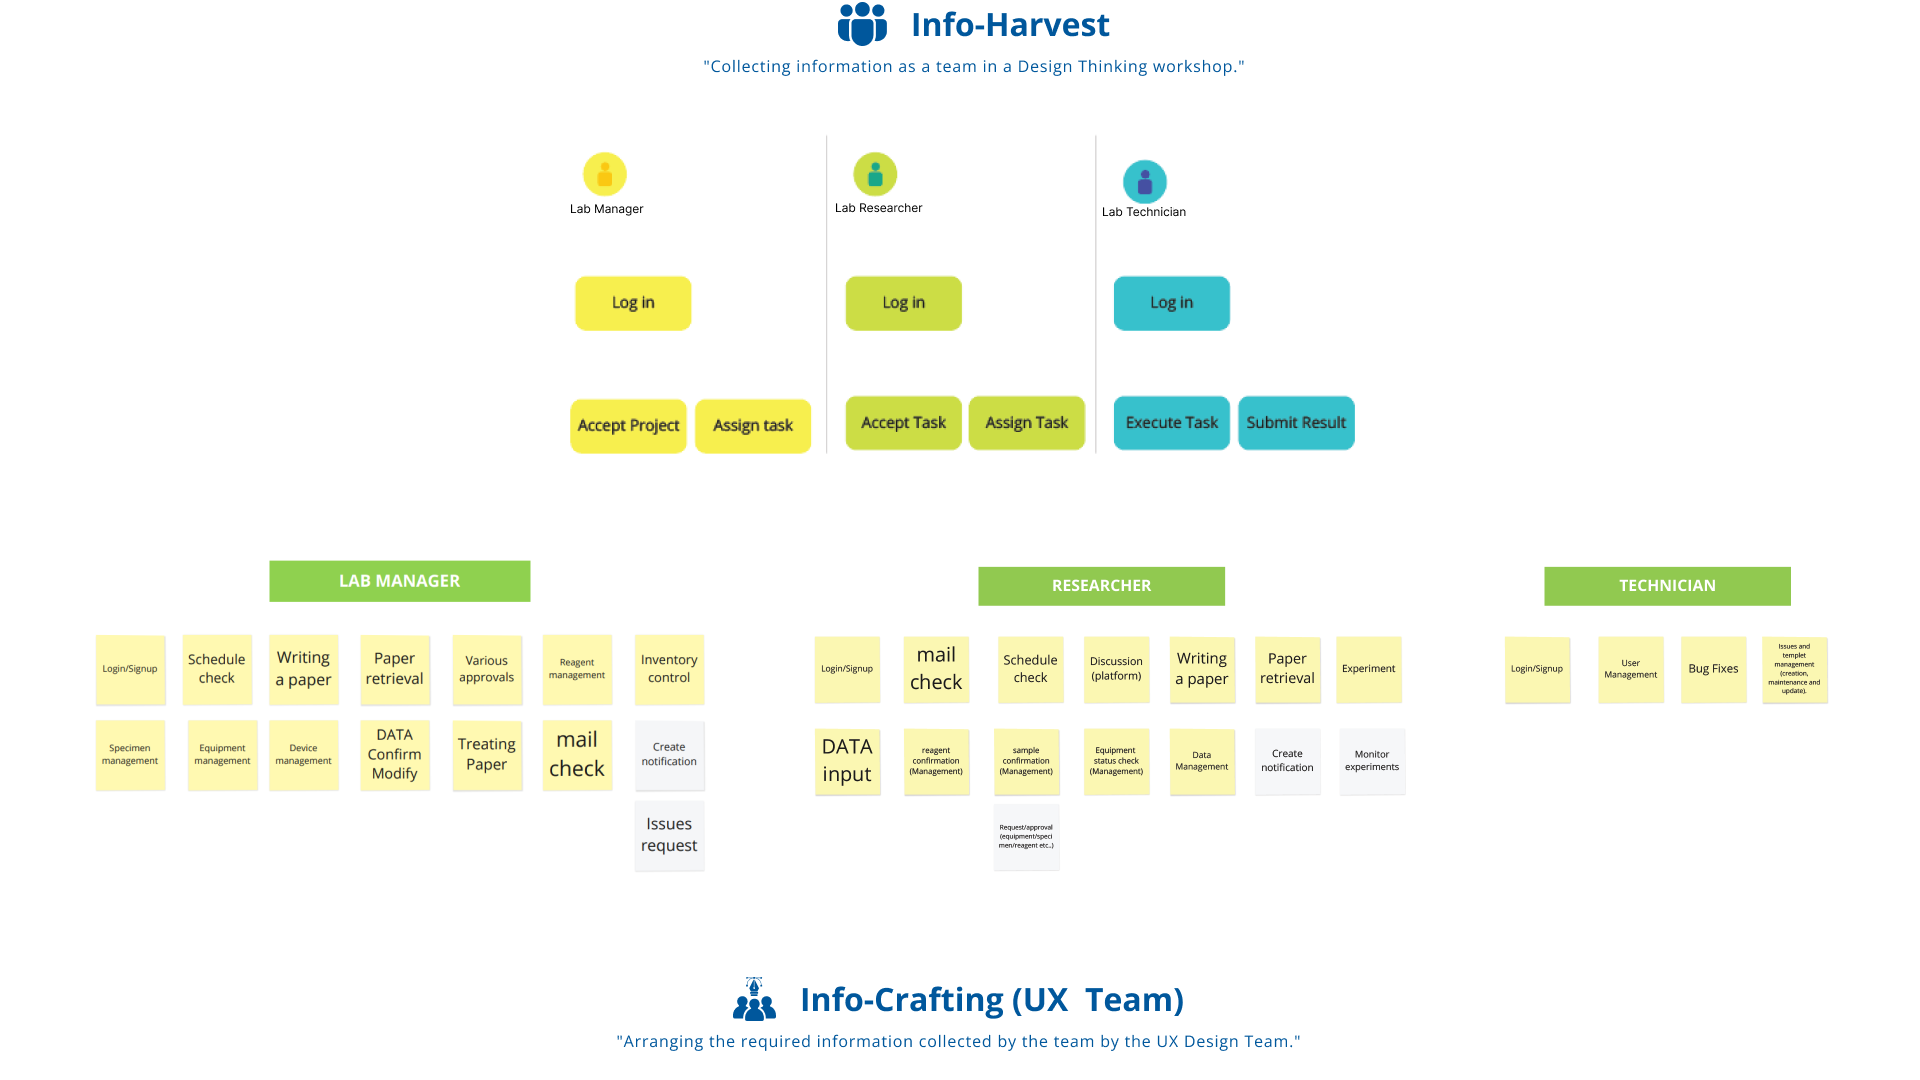 Info-Harvest
"Collecting information as a team in a Design Thinking workshop."
Lab Manager
Lab Researcher
Lab Technician
Log in
Log in
Log in
Accept Project
Assign task
Accept Task
Assign Task
Execute Task
Submit Result
LAB MANAGER
Login/Signup
Schedule
check
Writing
a paper
Paper
retrieval
Various
approvals
Reagent
management
Inventory
control
Specimen
management
Equipment
management
Device
management
DATA
Confirm
Modify
Treating
Paper
mail
check
Create
notification
Issues
request
RESEARCHER
Login/Signup
mail
check
Schedule
check
Discussion
(platform)
Writing
a paper
Paper
retrieval
Experiment
DATA
input
reagent
confirmation
(Management)
sample
confirmation
(Management)
Equipment
status check
(Management)
Data
Management
Create
notification
Monitor
experiments
Request/approval
(equipment/speci
men/reagent etc..)
TECHNICIAN
Login/Signup
User
Management
Bug Fixes
Issues and
templet
management
(creation,
maintenance and
update).
Info-Crafting (UX Team)
"Arranging the required information collected by the team by the UX Design Team."